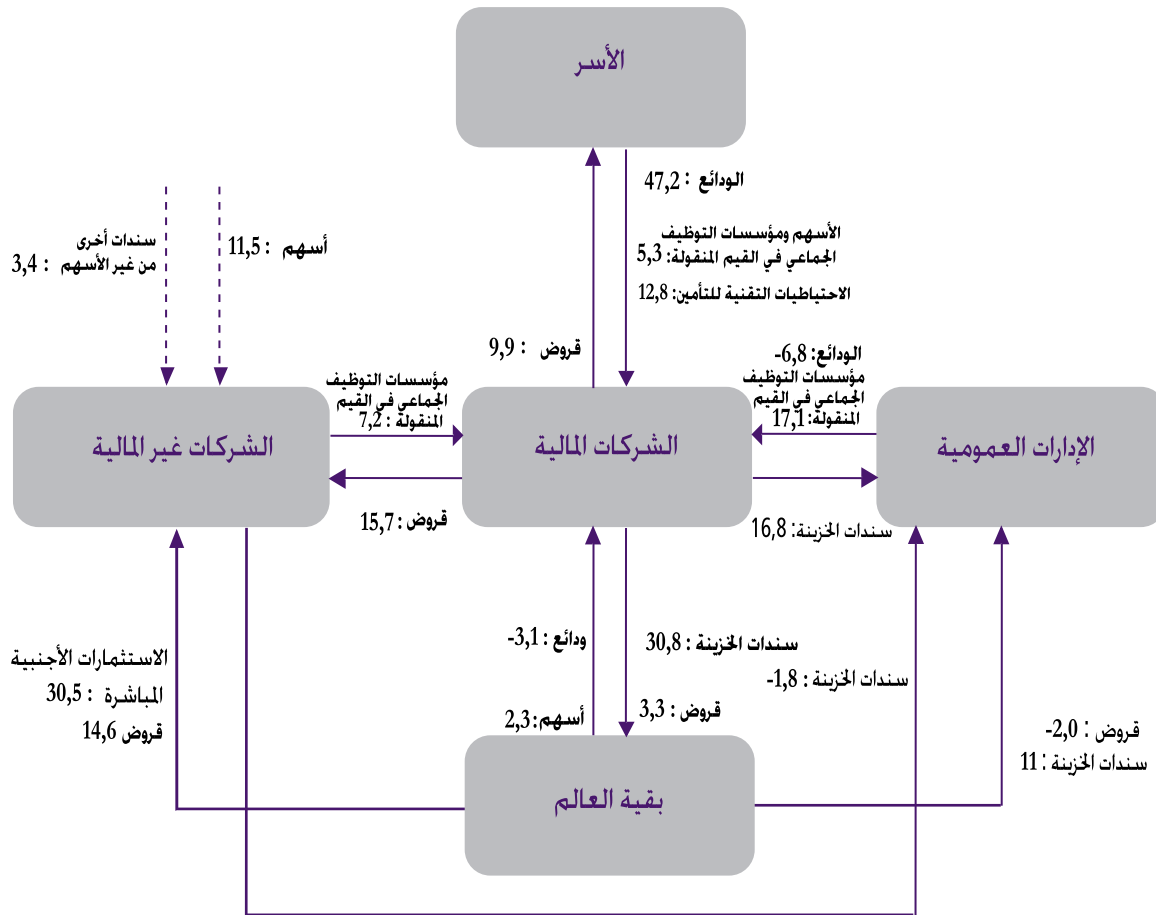 الأسر
الودائع : 47,2
الأسهم ومؤسسات التوظيف
الجماعي في القيم المنقولة: 5,3
الاحتياطيات التقنية للتأمين: 12,8
قروض : 9,9
سندات أخرى
من غير الأسهم : 3,4
أسهم : 11,5
الودائع: 6,8-
مؤسسات التوظيف
الجماعي في القيم
المنقولة: 17,1
مؤسسات التوظيف
الجماعي في القيم
المنقولة : 7,2
الإدارات العمومية
الشركات المالية
الشركات غير المالية
سندات الخزينة: 16,8
قروض : 15,7
سندات الخزينة : 30,8
ودائع : 3,1-
سندات الخزينة : 1,8-
قروض : 3,3
أسهم: 2,3
الاستثمارات الأجنبية
المباشرة : 30,5
قروض 14,6
قروض : 2,0-
سندات الخزينة : 11
بقية العالم